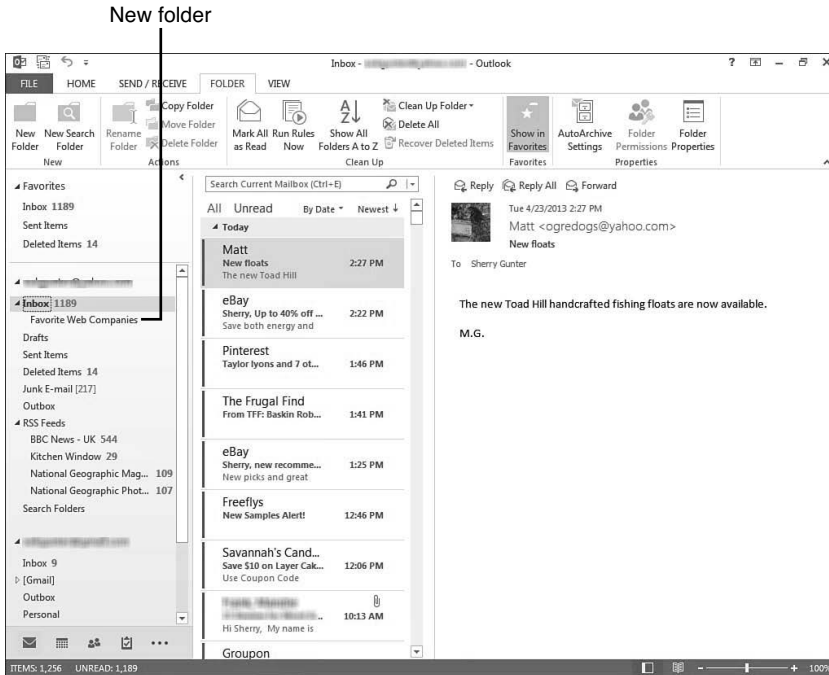 New folder
Inbox - - Outlook
?
FILE HOME SEND / RECEIVE FOLDER VIEW
New Folder
New Search Folder
Rename Folder
Copy Folder
Move Folder
Delete Folder
Mark All as Read
Run Rules Now
Show All Folders A to Z
Clean Up Folder
Delete All
Recover Deleted Items
Show in Favorites
AutoArchive Settings
Folder Permissions
Folder Properties
New Actions Clean Up Favorites Properties
Favorites
Inbox 1189
Sent Items
Deleted Items 14
Inbox 1189
Favorite Web Companies
Drafts
Sent Items
Deleted Items 14
Junk E-mail [217]
Outbox
RSS Feeds
BBC News - UK 544
Kitchen Window 29
National Geographic Mag... 109
National Geographic Phot... 107
Search Folders
Inbox 9
[Gmail]
Outbox
Personal
Search Current Mailbox (Ctrl+E)
All Unread By Date Newest
Today
Matt
New floats 2:27 PM
The new Toad Hill
eBay
Sherry, Up to 40% off ... 2:22 PM
Save both energy and
Pinterest
Taylor lyons and 7 ot... 1:46 PM
The Frugal Find
From TFF: Baskin Rob... 1:41 PM
eBay
Sherry, new recomme... 1:25 PM
New picks and great
Freeflys
New Samples Alert! 12:46 PM
Savannah's Cand...
Save $10 on Layer Cak... 12:06 PM
Use Coupon Code
... 10:13 AM
Hi Sherry, My name is
Groupon
Reply Reply All Forward
Tue 4/23/2013 2:27 PM
Matt <ogredogs@yahoo.com>
New floats
To Sherry Gunter
The new Toad Hill handcrafted fishing floats are now available.
M.G.
ITEMS: 1,256 UNREAD: 1,189
100%